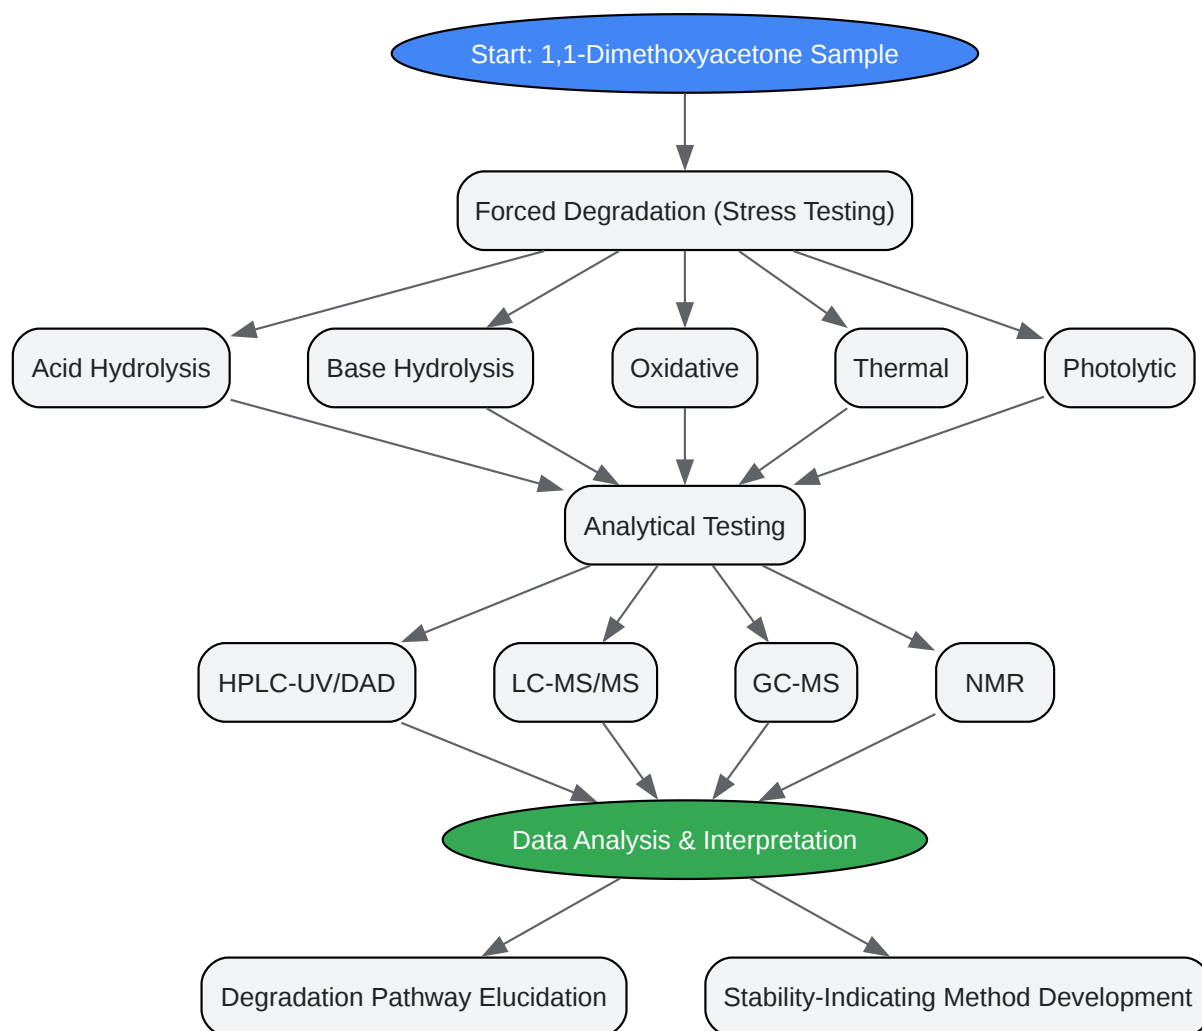 Start: 1,1-Dimethoxyacetone Sample
Forced Degradation (Stress Testing)
Acid Hydrolysis
Base Hydrolysis
Oxidative
Thermal
Photolytic
Analytical Testing
HPLC-UV/DAD
LC-MS/MS
GC-MS
NMR
Data Analysis & Interpretation
Degradation Pathway Elucidation
Stability-Indicating Method Development